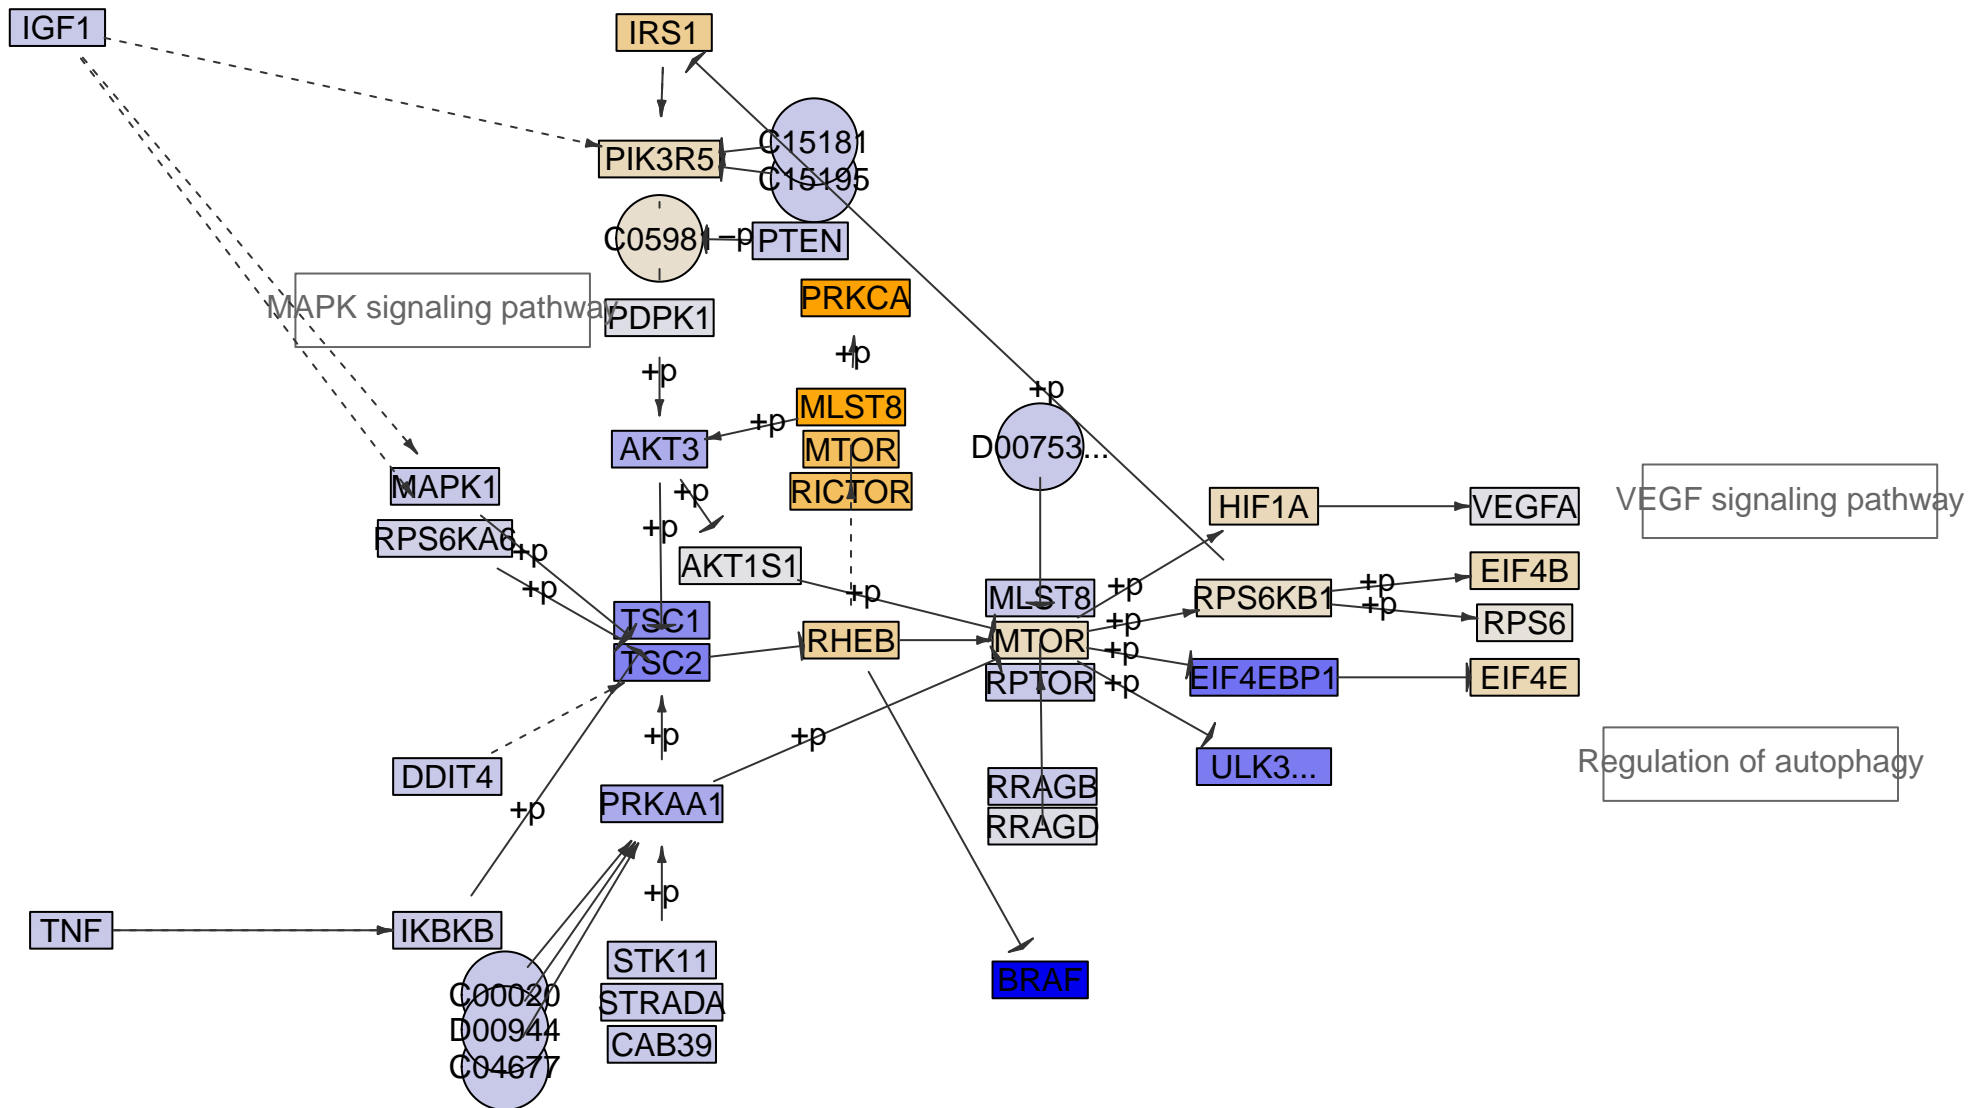 IGF1
IRS1
C15181
PIK3R5
C15195
C05981
−p
PTEN
PRKCA
MAPK signaling pathway
PDPK1
+p
+p
+p
MLST8
+p
AKT3
MTOR
D00753...
MAPK1
+p
RICTOR
HIF1A
VEGFA
VEGF signaling pathway
RPS6KA6
+p
+p
AKT1S1
EIF4B
+p
+p
+p
MLST8
+p
RPS6KB1
+p
TSC1
+p
RPS6
RHEB
MTOR
+p
TSC2
RPTOR
+p
EIF4EBP1
EIF4E
+p
+p
DDIT4
ULK3...
Regulation of autophagy
RRAGB
+p
PRKAA1
RRAGD
+p
TNF
IKBKB
STK11
BRAF
C00020
STRADA
D00944
CAB39
C04677